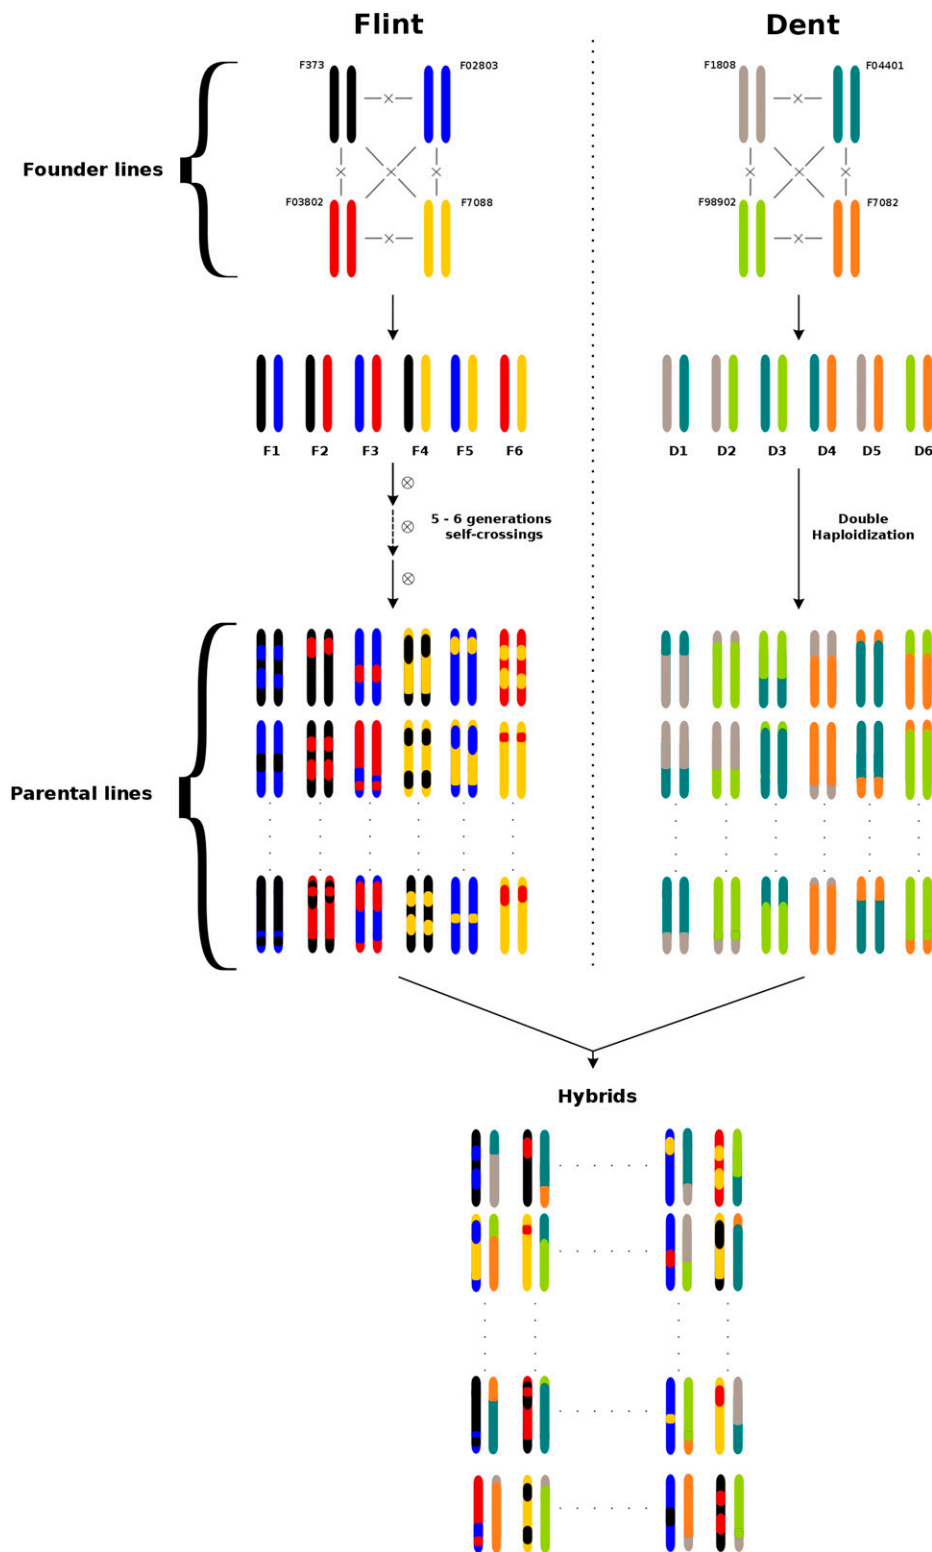 Flint
Dent
F373
F02803
F1808
F04401
Founder lines
F03802
F7088
F98902
F7082
F1
F2
F3
F4
F5
F6
D1
D2
D3
D4
D5
D6
5 - 6 generations
self-crossings
Double
Haploidization
Parental lines
Hybrids